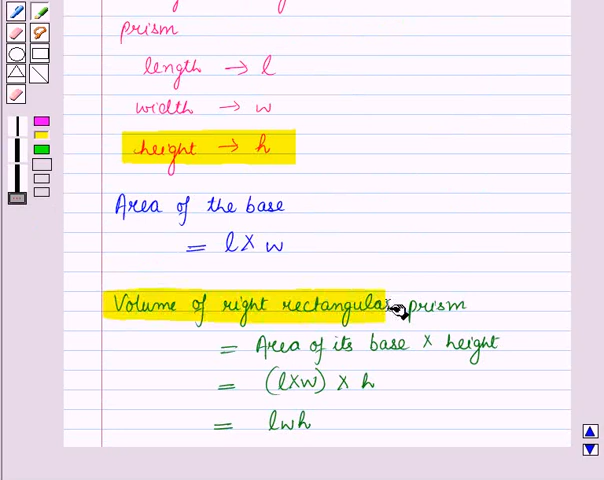 prism
length → l
width → w
height → h
Area of the base
= l × w
Volume of right rectangular prism
= Area of its base × height
= (l×w) × h
= lwh